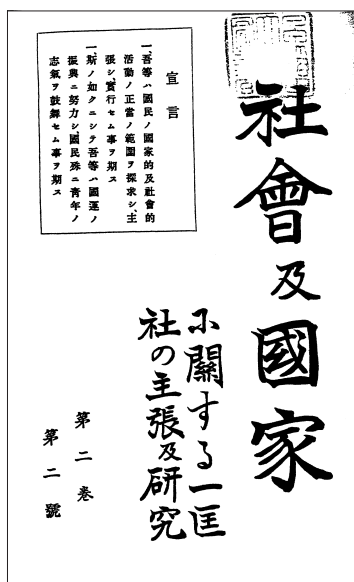 社會及國家
に關する一匡
社の主張及研究
第二卷
第二號
宣言
一、吾等ハ國民ノ國家的及社會的
活動ノ正當ノ範圍ヲ探求シ、主
張シ、實行セム事ヲ期ス
一、斯ノ如クニシテ吾等ハ國運ノ
振興ニ努力シ國民殊ニ青年ノ
志氣ヲ鼓舞セム事ヲ期ス